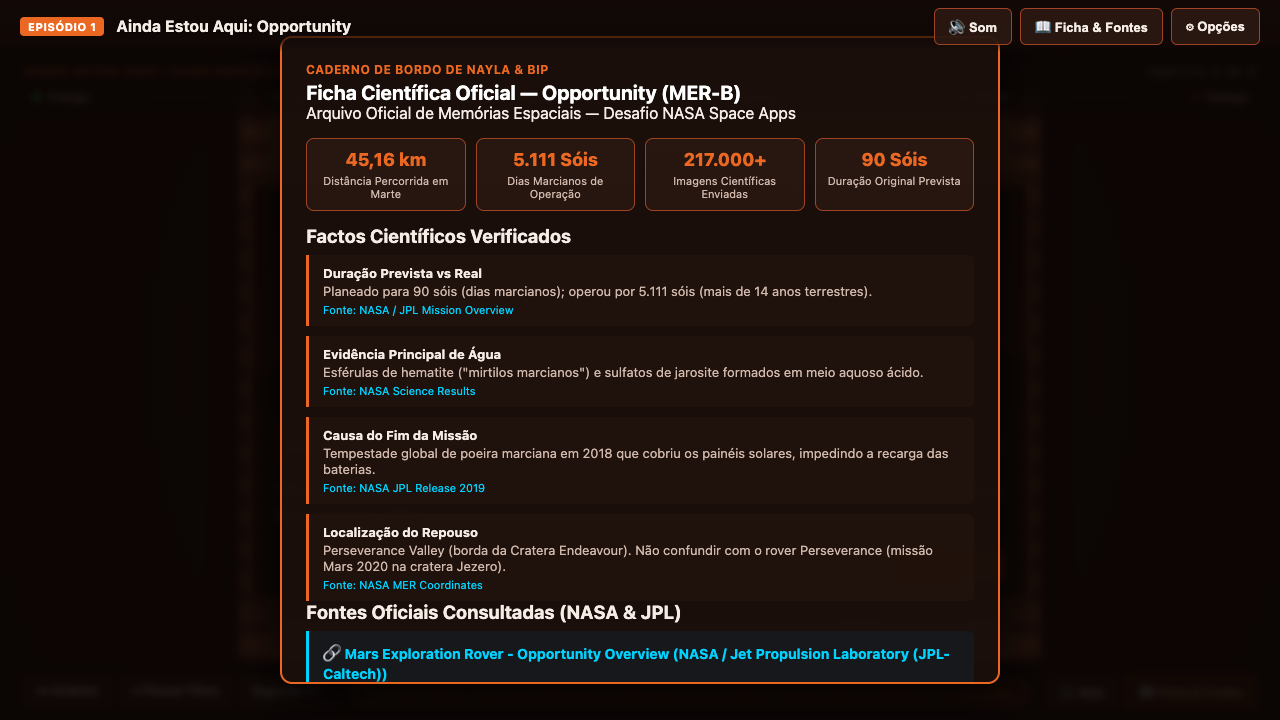 EPISÓDIO 1 Ainda Estou Aqui: Opportunity
🔊 Som
📖 Ficha & Fontes
⚙ Opções
CADERNO DE BORDO DE NAYLA & BIP
Ficha Científica Oficial — Opportunity (MER-B)
Arquivo Oficial de Memórias Espaciais — Desafio NASA Space Apps
45,16 km
Distância Percorrida em
Marte
5.111 Sóis
Dias Marcianos de
Operação
217.000+
Imagens Científicas
Enviadas
90 Sóis
Duração Original Prevista
Factos Científicos Verificados
Duração Prevista vs Real
Planeado para 90 sóis (dias marcianos); operou por 5.111 sóis (mais de 14 anos terrestres).
Fonte: NASA / JPL Mission Overview
Evidência Principal de Água
Esférulas de hematite ("mirtilos marcianos") e sulfatos de jarosite formados em meio aquoso ácido.
Fonte: NASA Science Results
Causa do Fim da Missão
Tempestade global de poeira marciana em 2018 que cobriu os painéis solares, impedindo a recarga das
baterias.
Fonte: NASA JPL Release 2019
Localização do Repouso
Perseverance Valley (borda da Cratera Endeavour). Não confundir com o rover Perseverance (missão
Mars 2020 na cratera Jezero).
Fonte: NASA MER Coordinates
Fontes Oficiais Consultadas (NASA & JPL)
🔗 Mars Exploration Rover - Opportunity Overview (NASA / Jet Propulsion Laboratory (JPL-
Caltech))